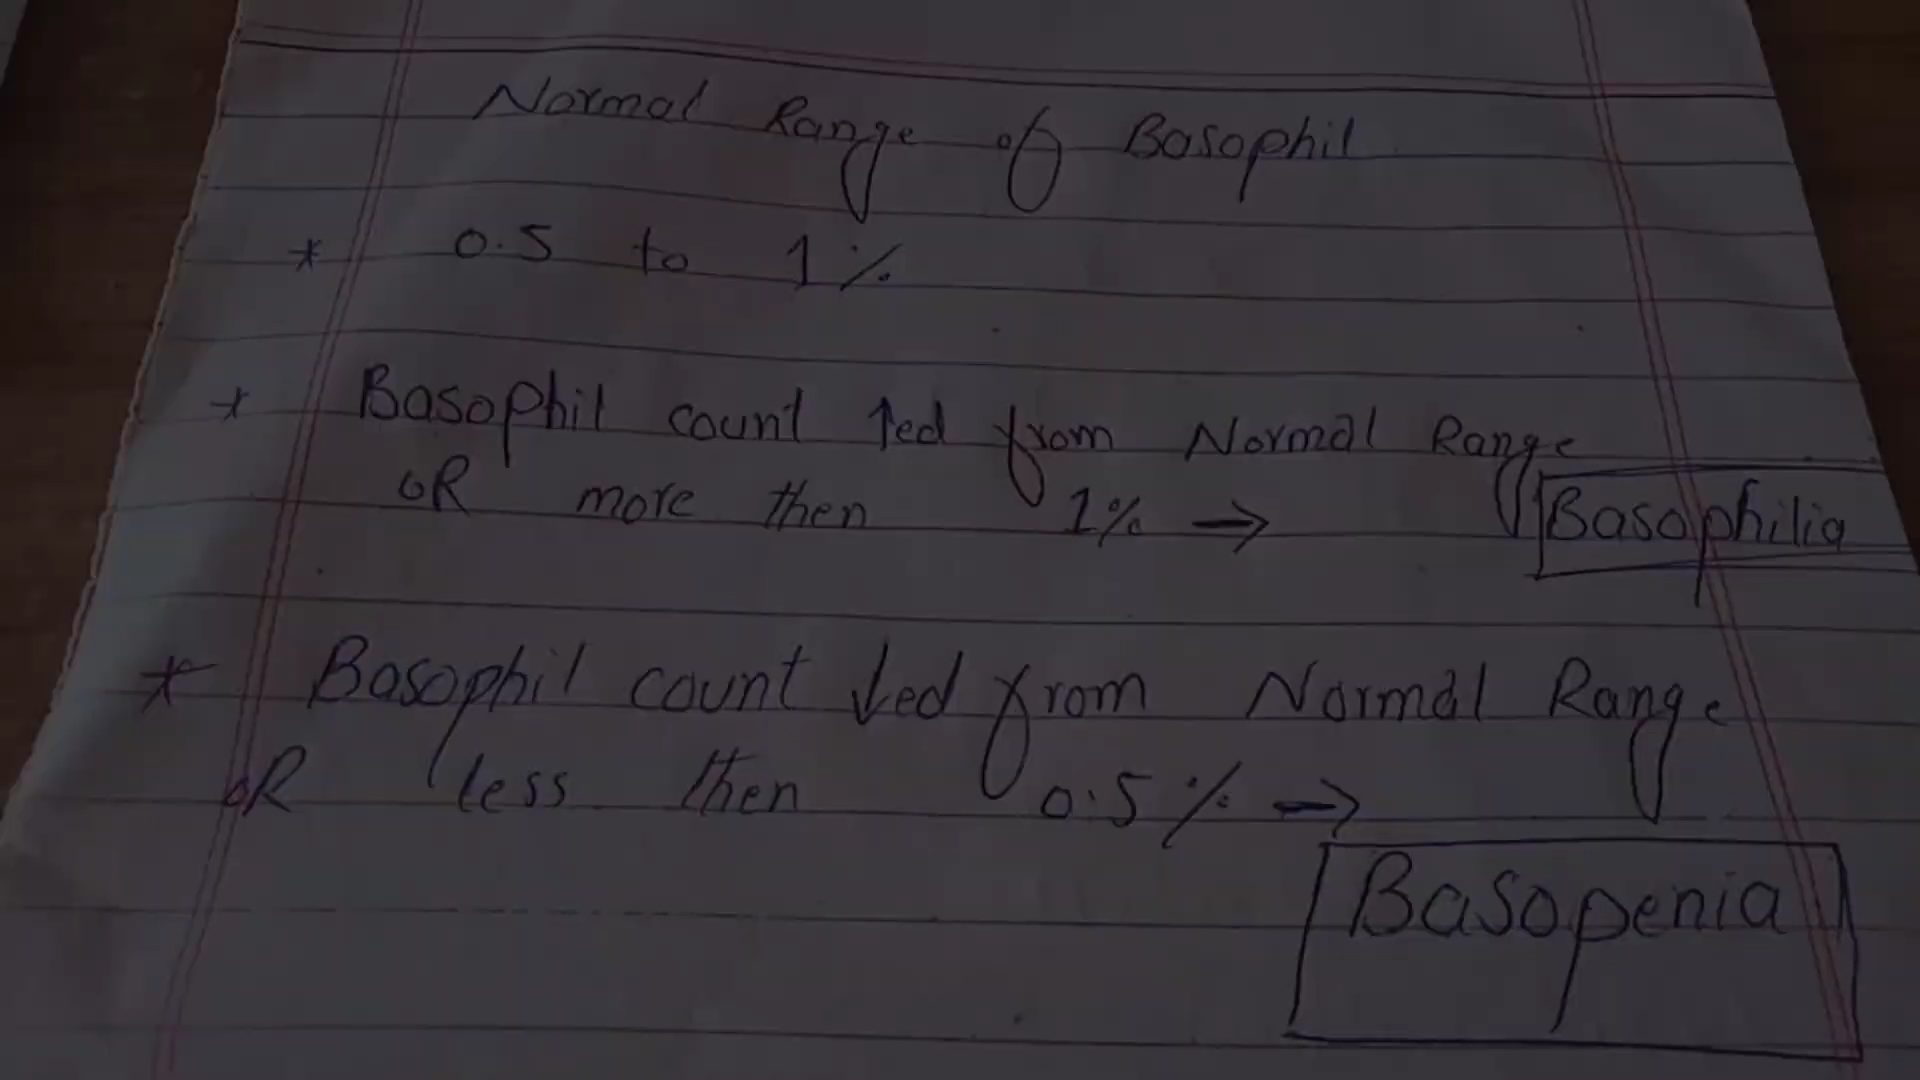 Normal Range of Basophil
* 0.5 to 1%
* Basophil count ↑ed from Normal Range
OR more then 1% → Basophilia
* Basophil count ↓ed from Normal Range
OR less then 0.5% →
Basopenia